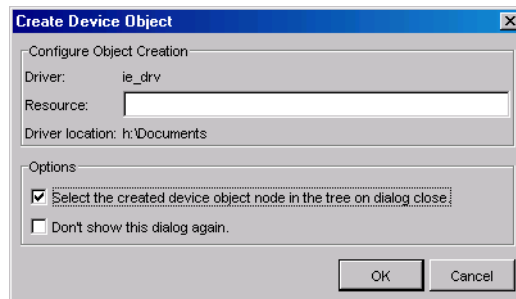 Create Device Object
Configure Object Creation
Driver: ie_drv
Resource:
Driver location: h:\Documents
Options
Select the created device object node in the tree on dialog close.
Don't show this dialog again.
OK Cancel